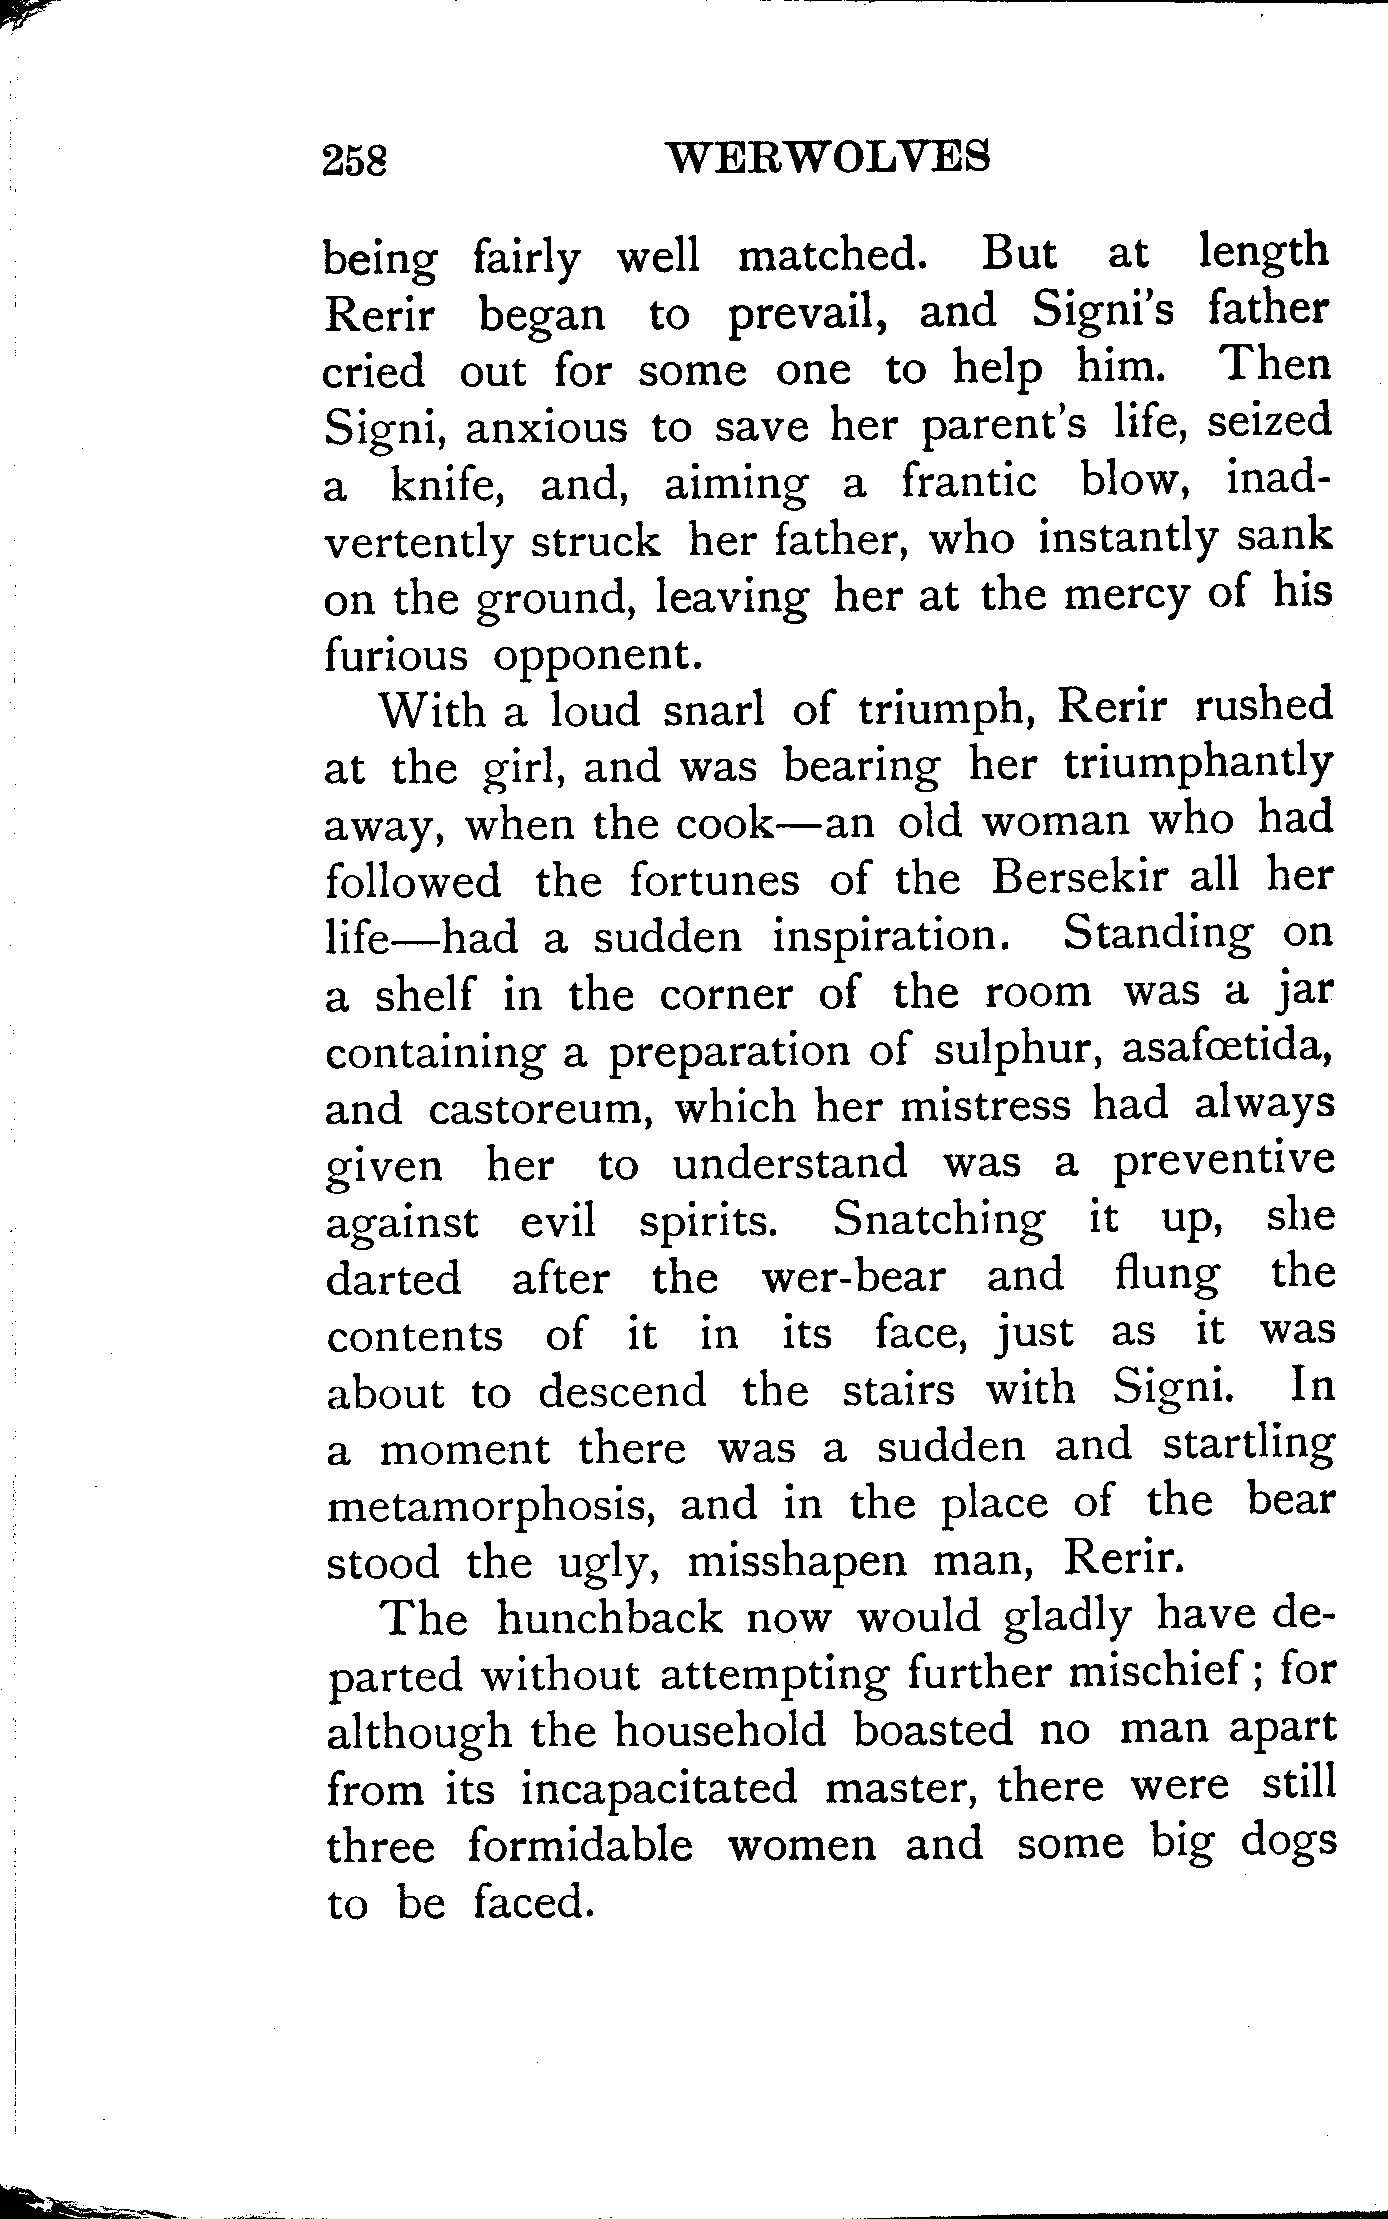 258 WERWOLVES
being fairly well matched. But at length
Rerir began to prevail, and Signi's father
cried out for some one to help him. Then
Signi, anxious to save her parent's life, seized
a knife, and, aiming a frantic blow, inad-
vertently struck her father, who instantly sank
on the ground, leaving her at the mercy of his
furious opponent.
With a loud snarl of triumph, Rerir rushed
at the girl, and was bearing her triumphantly
away, when the cook—an old woman who had
followed the fortunes of the Bersekir all her
life—had a sudden inspiration. Standing on
a shelf in the corner of the room was a jar
containing a preparation of sulphur, asafœtida,
and castoreum, which her mistress had always
given her to understand was a preventive
against evil spirits. Snatching it up, she
darted after the wer-bear and flung the
contents of it in its face, just as it was
about to descend the stairs with Signi. In
a moment there was a sudden and startling
metamorphosis, and in the place of the bear
stood the ugly, misshapen man, Rerir.
The hunchback now would gladly have de-
parted without attempting further mischief; for
although the household boasted no man apart
from its incapacitated master, there were still
three formidable women and some big dogs
to be faced.